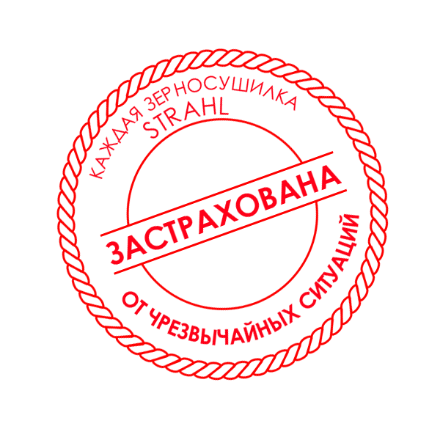 КАЖДАЯ ЗЕРНОСУШИЛКА
STRAHL
ЗАСТРАХОВАНА
ОТ ЧРЕЗВЫЧАЙНЫХ СИТУАЦИЙ